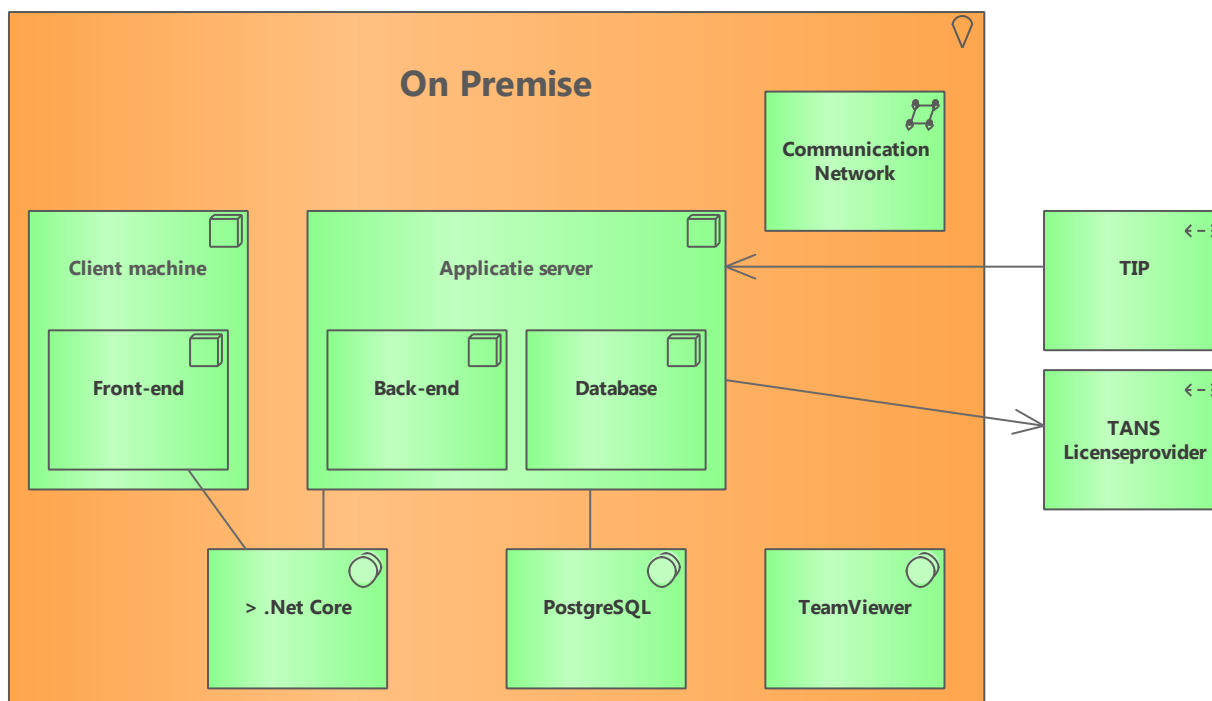 On Premise
Communication
Network
Client machine
Applicatie server
TIP
Front-end
Back-end
Database
TANS
Licenseprovider
> .Net Core
PostgreSQL
TeamViewer